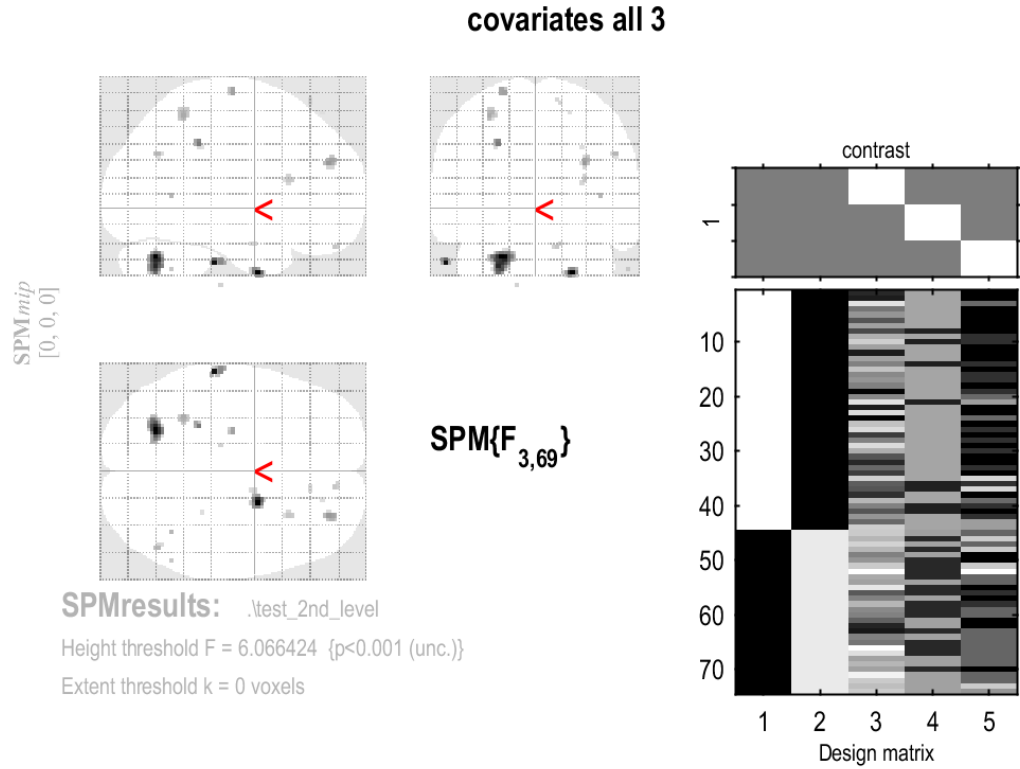 covariates all 3
SPMmip
[0, 0, 0]
<
<
<
SPM{F3,69}
SPMresults: .\test_2nd_level
Height threshold F = 6.066424 {p<0.001 (unc.)}
Extent threshold k = 0 voxels
contrast
1
10
20
30
40
50
60
70
1 2 3 4 5
Design matrix